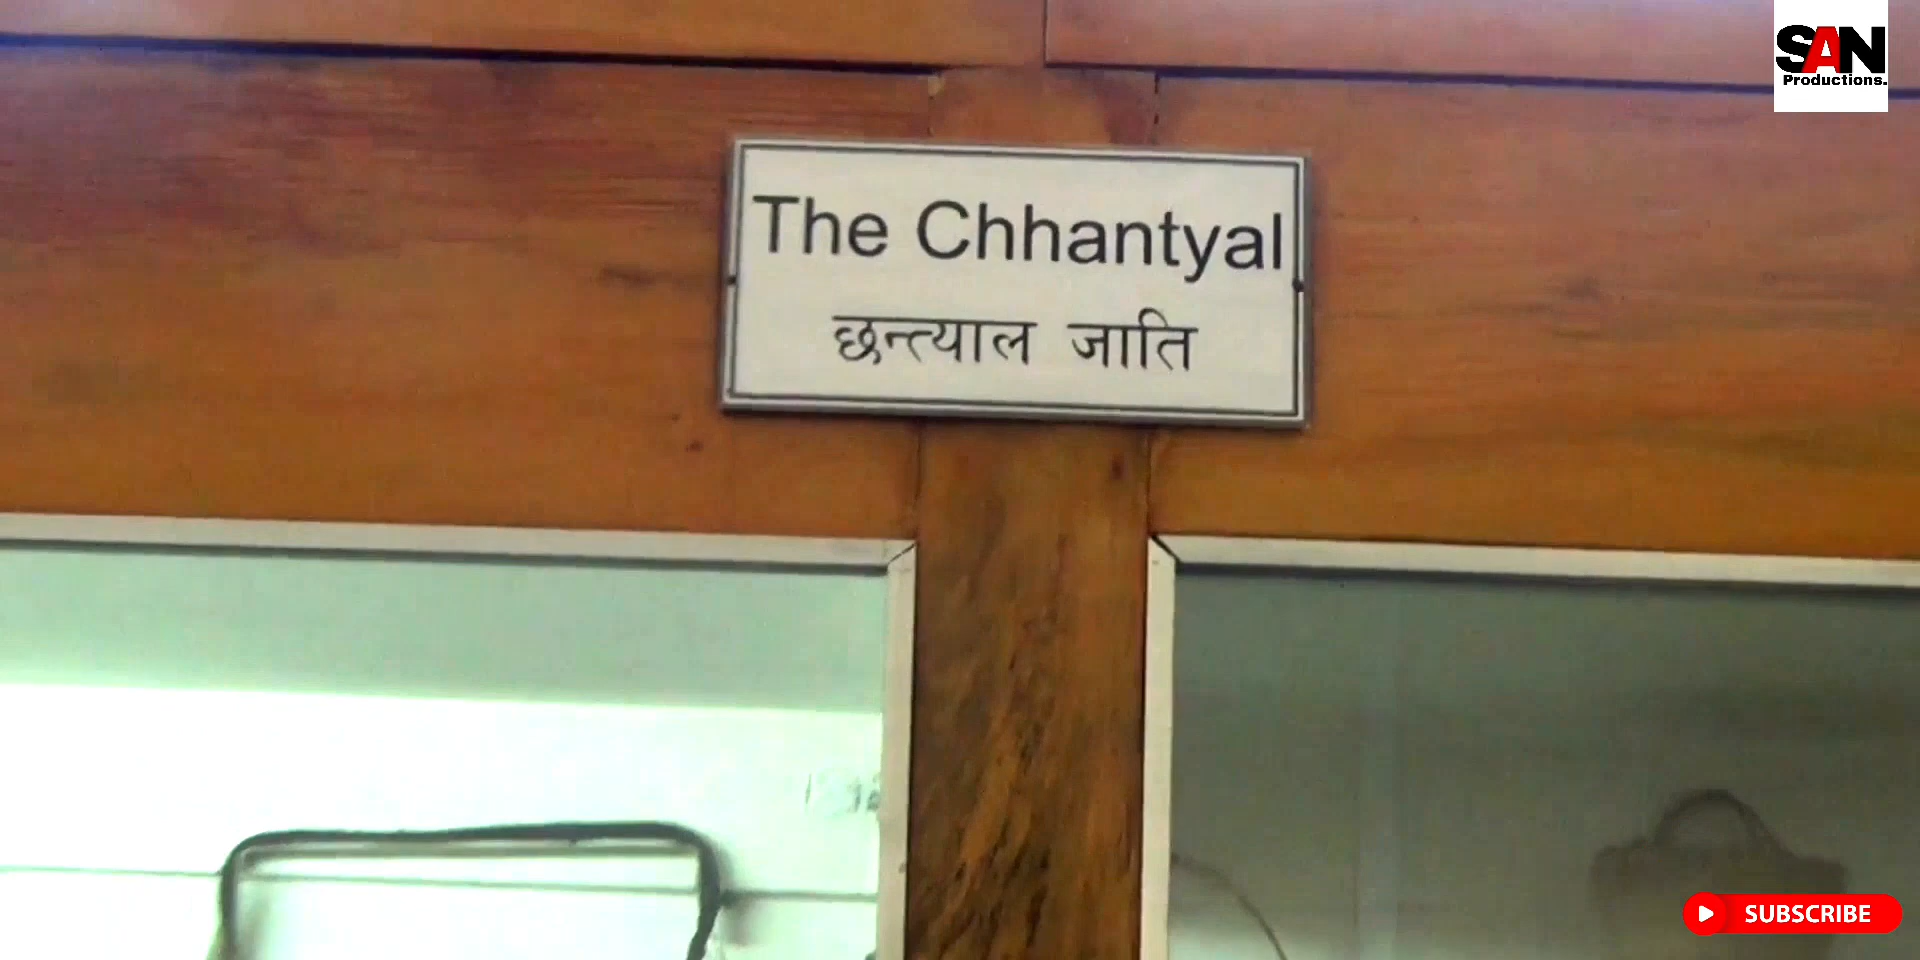 SAN
Productions.
The Chhantyal
छन्त्याल जाति
SUBSCRIBE